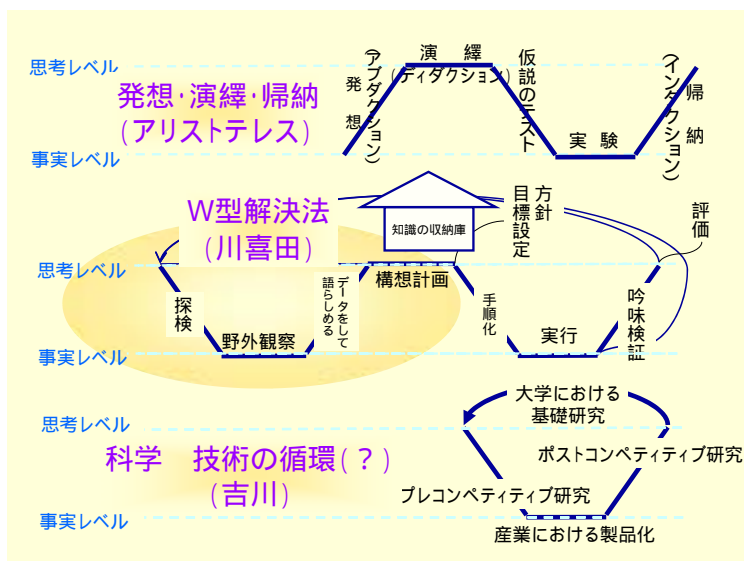 思考レベル
発想･演繹･帰納
(アリストテレス)
事実レベル
発想
(アブダクション)
演繹
(ディダクション)
仮説のテスト
実験
(インダクション)
帰納
W型解決法
(川喜田)
知識の収納庫
目標設定
方針
評価
思考レベル
探検
野外観察
データをして
語らしめる
構想計画
手順化
実行
吟味検証
事実レベル
思考レベル
科学 技術の循環(？)
(吉川)
大学における
基礎研究
ポストコンペティティブ研究
プレコンペティティブ研究
事実レベル
産業における製品化